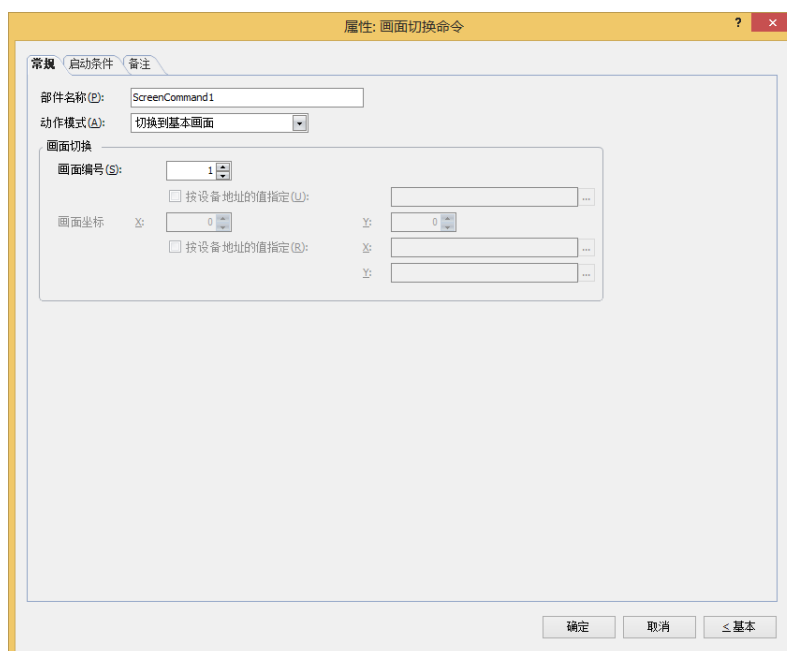 属性: 画面切换命令
? ×
常规 启动条件 备注
部件名称(P): ScreenCommand1
动作模式(A): 切换到基本画面
画面切换
画面编号(S): 1
按设备地址的值指定(U): ...
画面坐标 X: 0 Y: 0
按设备地址的值指定(R): X: ...
Y: ...
确定 取消 ≤基本